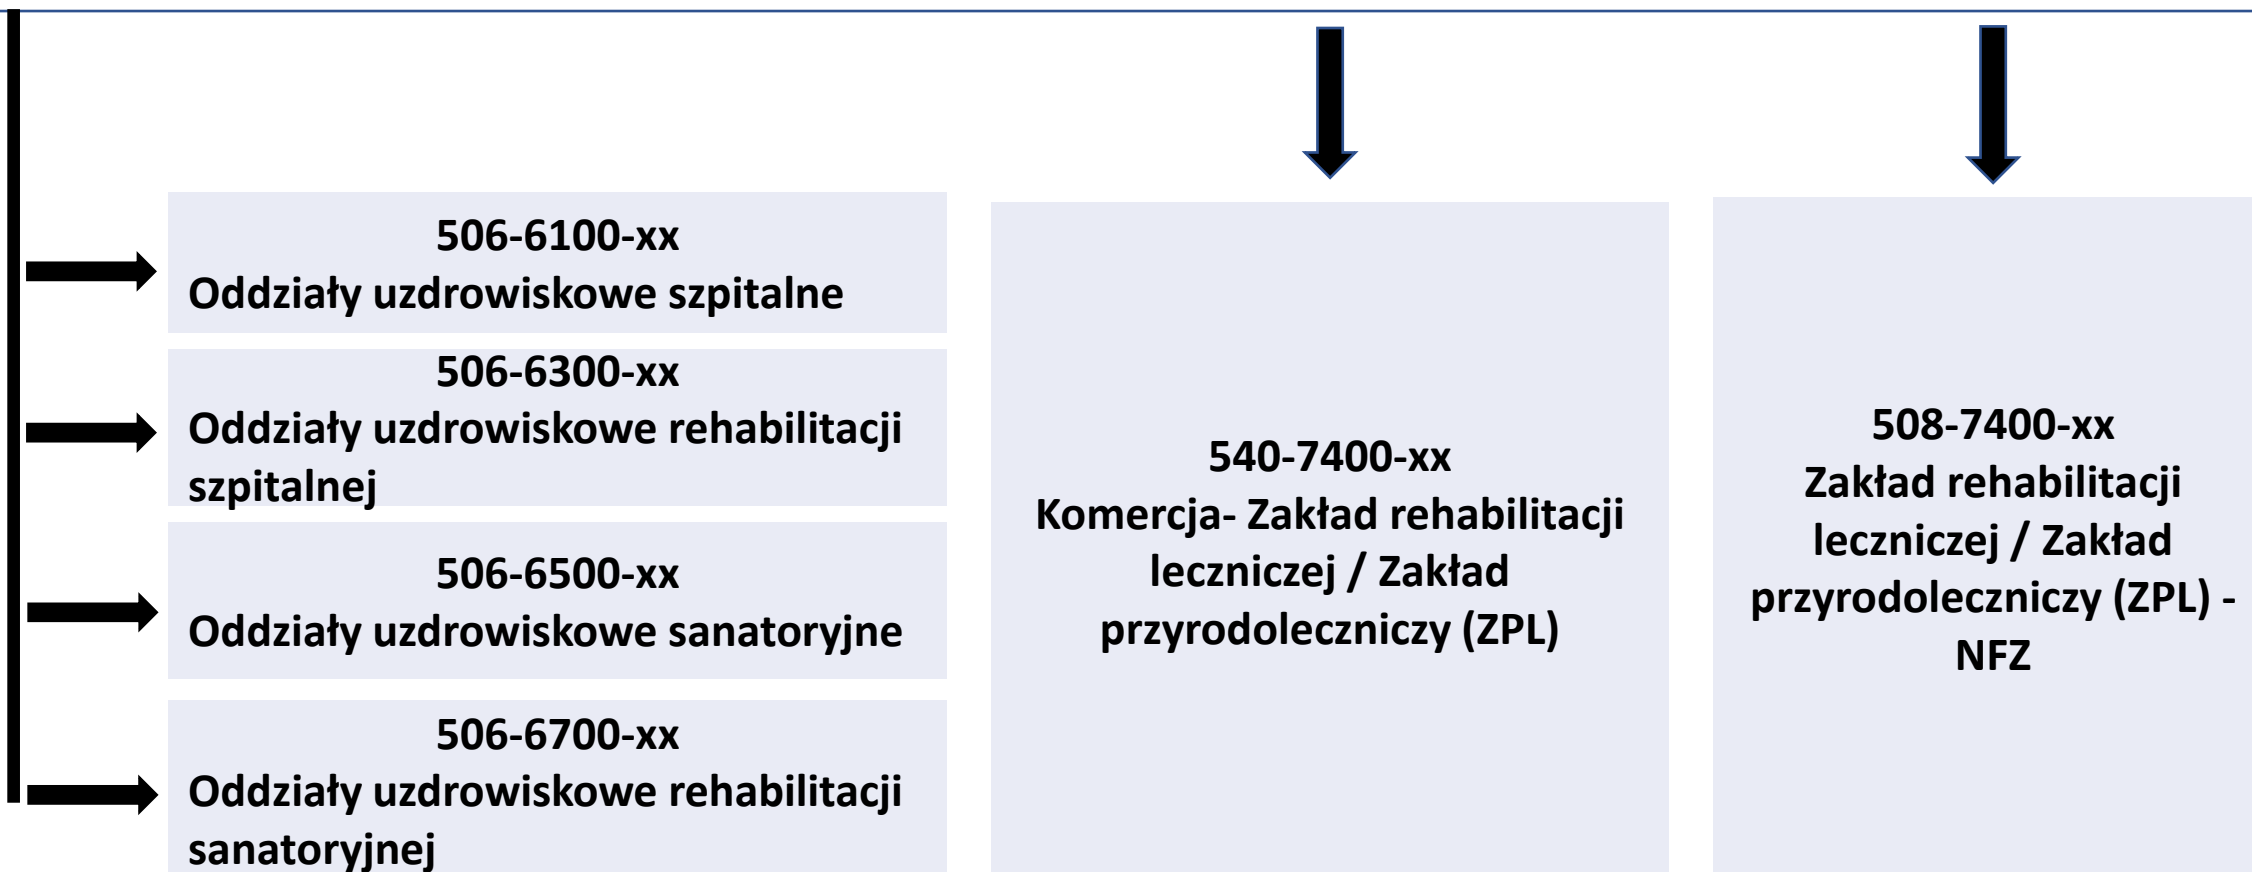 506-6100-xx
Oddziały uzdrowiskowe szpitalne
506-6300-xx
Oddziały uzdrowiskowe rehabilitacji
szpitalnej
506-6500-xx
Oddziały uzdrowiskowe sanatoryjne
506-6700-xx
Oddziały uzdrowiskowe rehabilitacji
sanatoryjnej
540-7400-xx
Komercja- Zakład rehabilitacji
leczniczej / Zakład
przyrodoleczniczy (ZPL)
508-7400-xx
Zakład rehabilitacji
leczniczej / Zakład
przyrodoleczniczy (ZPL) -
NFZ